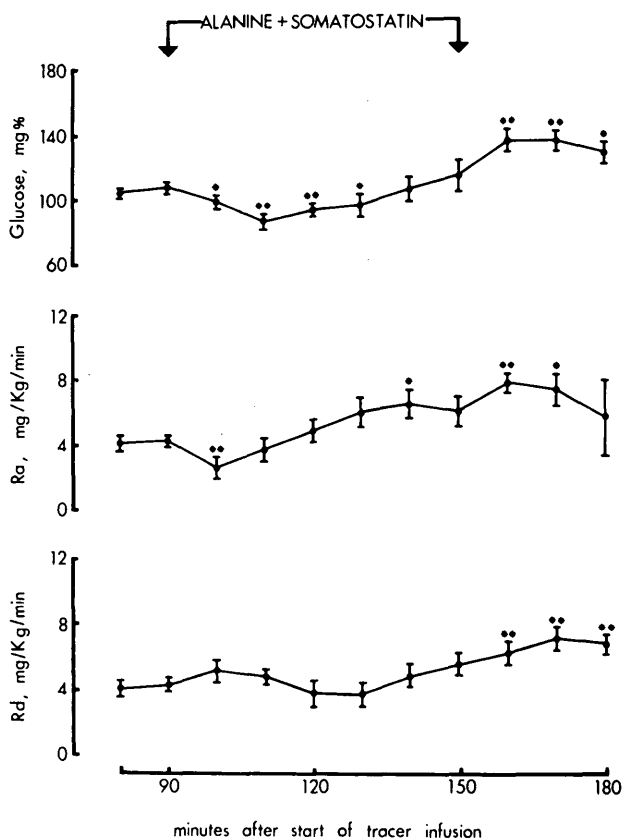 ALANINE + SOMATOSTATIN
180
140
100
60
Glucose, mg%
12
8
4
0
Ra, mg/Kg/min
12
8
4
0
Rd, mg/Kg/min
90 120 150 180
minutes after start of tracer infusion